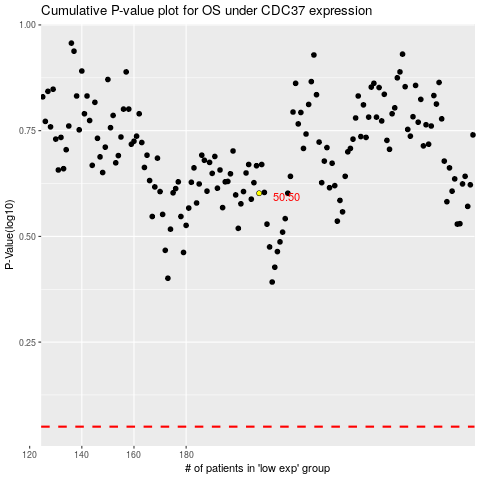 Cumulative P-value plot for OS under CDC37 expression
1.00
0.75
0.50
0.25
P-Value(log10)
50:50
120 140 160 180
# of patients in 'low exp' group